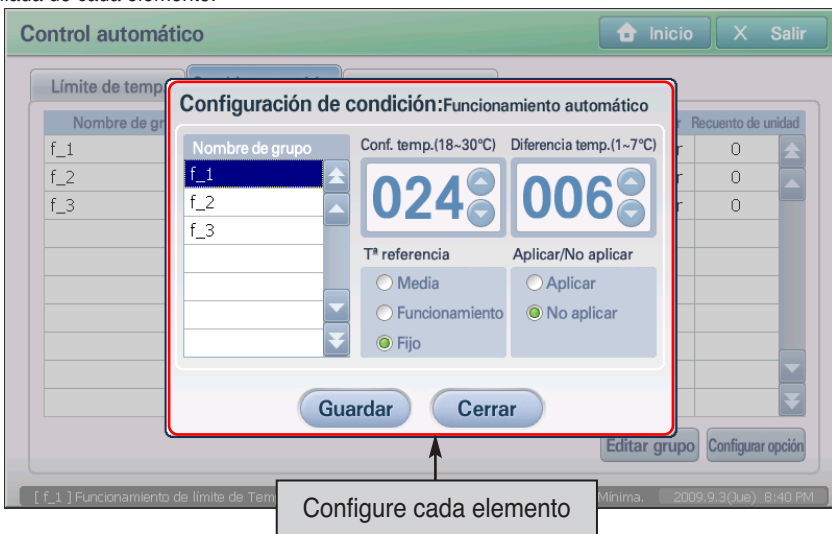 Control automático
Inicio
X Salir
Límite de temp
Nombre de gr
Recuento de unidad
f_1
0
f_2
0
f_3
0
Configuración de condición:Funcionamiento automático
Nombre de grupo
f_1
f_2
f_3
Conf. temp.(18~30°C)
Diferencia temp.(1~7°C)
024
006
Tª referencia
Aplicar/No aplicar
Media
Aplicar
Funcionamiento
No aplicar
Fijo
Guardar
Cerrar
Editar grupo
Configurar opción
[ f_1 ] Funcionamiento de límite de Tem
Mínima.
2009.9.3(Jue) 8:40 PM
Configure cada elemento